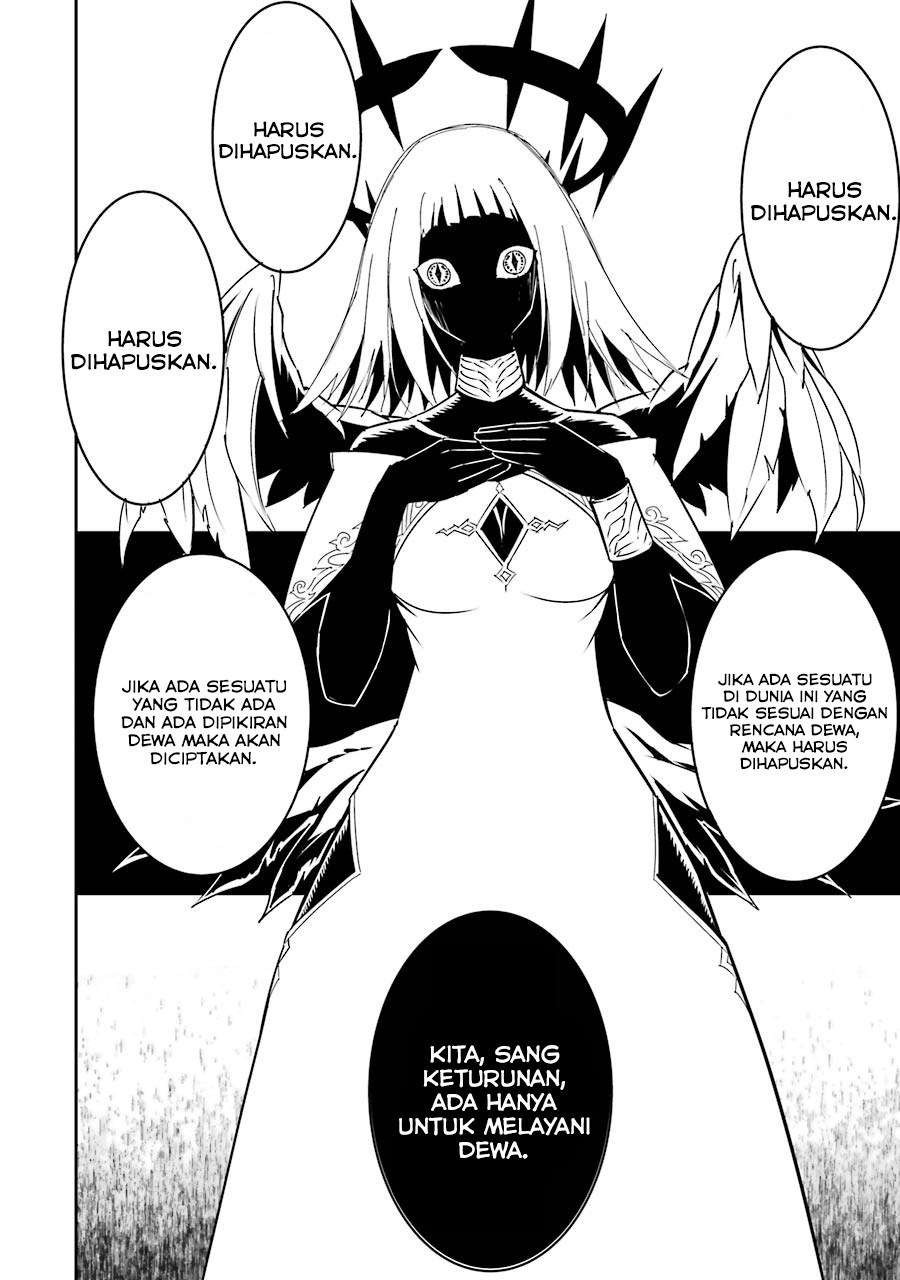 HARUS
DIHAPUSKAN.
HARUS
DIHAPUSKAN.
HARUS
DIHAPUSKAN.
JIKA ADA SESUATU
DI DUNIA INI YANG
TIDAK SESUAI DENGAN
RENCANA DEWA,
MAKA HARUS
DIHAPUSKAN.
JIKA ADA SESUATU
YANG TIDAK ADA
DAN ADA DIPIKIRAN
DEWA MAKA AKAN
DICIPTAKAN.
KITA, SANG
KETURUNAN,
ADA HANYA
UNTUK MELAYANI
DEWA.